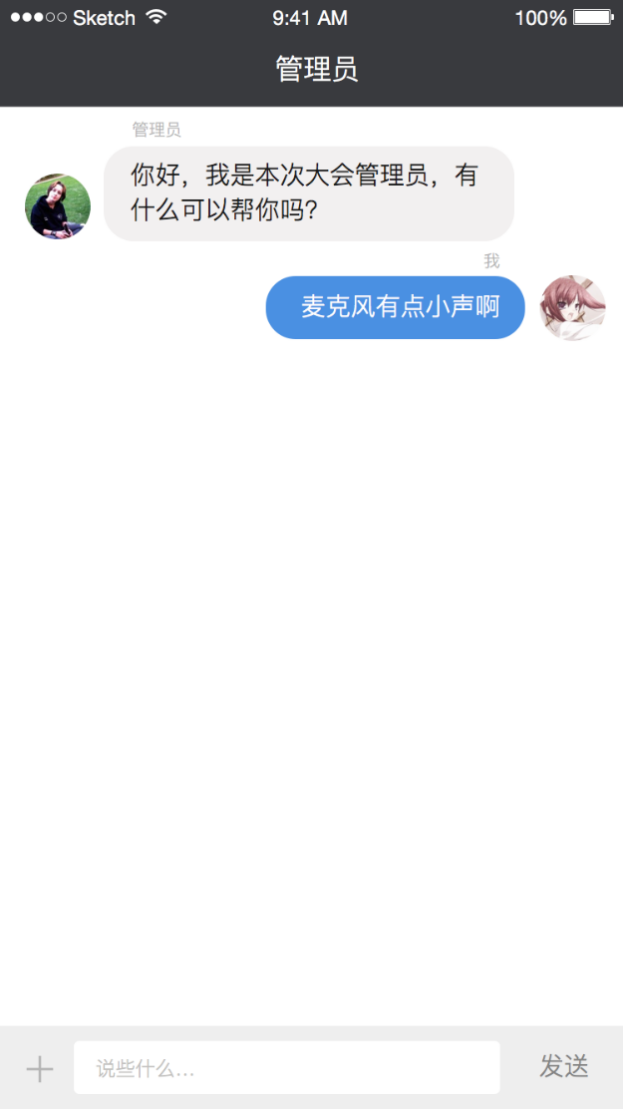 Sketch 9:41 AM 100%
管理员
管理员
你好，我是本次大会管理员，有
什么可以帮你吗？
我
麦克风有点小声啊
说些什么...
发送